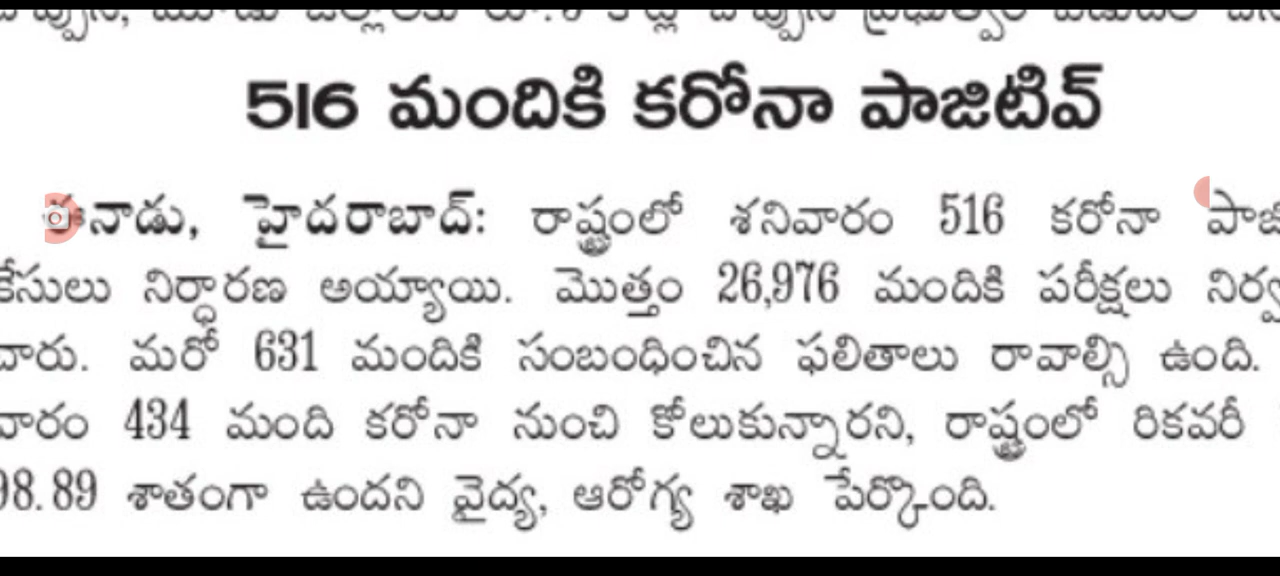 516 మందికి కరోనా పాజిటివ్
ఈనాడు, హైదరాబాద్: రాష్ట్రంలో శనివారం 516 కరోనా
కేసులు నిర్ధారణ అయ్యాయి. మొత్తం 26,976 మందికి పరీక్షలు
మరో 631 మందికి సంబంధించిన ఫలితాలు రావాల్సి ఉంది.
434 మంది కరోనా నుంచి కోలుకున్నారని, రాష్ట్రంలో రికవరీ
98.89 శాతంగా ఉందని వైద్య, ఆరోగ్య శాఖ పేర్కొంది.